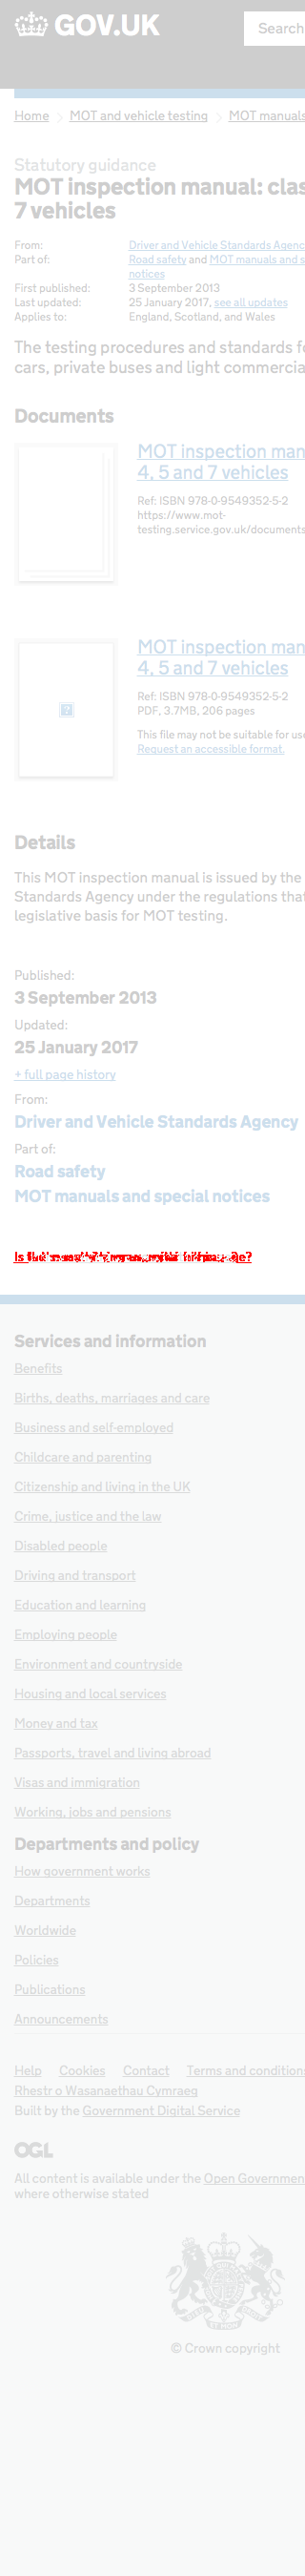 GOV.UK
Search
Home > MOT and vehicle testing > MOT manuals
Statutory guidance
MOT inspection manual: clas
7 vehicles
From: Driver and Vehicle Standards Agenc
Part of: Road safety and MOT manuals and s
notices
First published: 3 September 2013
Last updated: 25 January 2017, see all updates
Applies to: England, Scotland, and Wales
The testing procedures and standards fo
cars, private buses and light commercia
Documents
MOT inspection man
4, 5 and 7 vehicles
Ref: ISBN 978-0-9549352-5-2
https://www.mot-
testing.service.gov.uk/documents
MOT inspection man
4, 5 and 7 vehicles
Ref: ISBN 978-0-9549352-5-2
PDF, 3.7MB, 206 pages
This file may not be suitable for use
Request an accessible format.
Details
This MOT inspection manual is issued by the
Standards Agency under the regulations that
legislative basis for MOT testing.
Published:
3 September 2013
Updated:
25 January 2017
+ full page history
From:
Driver and Vehicle Standards Agency
Part of:
Road safety
MOT manuals and special notices
Services and information
Benefits
Births, deaths, marriages and care
Business and self-employed
Childcare and parenting
Citizenship and living in the UK
Crime, justice and the law
Disabled people
Driving and transport
Education and learning
Employing people
Environment and countryside
Housing and local services
Money and tax
Passports, travel and living abroad
Visas and immigration
Working, jobs and pensions
Departments and policy
How government works
Departments
Worldwide
Policies
Publications
Announcements
Help Cookies Contact Terms and conditions
Rhestr o Wasanaethau Cymraeg
Built by the Government Digital Service
OGL
All content is available under the Open Governmen
where otherwise stated
© Crown copyright